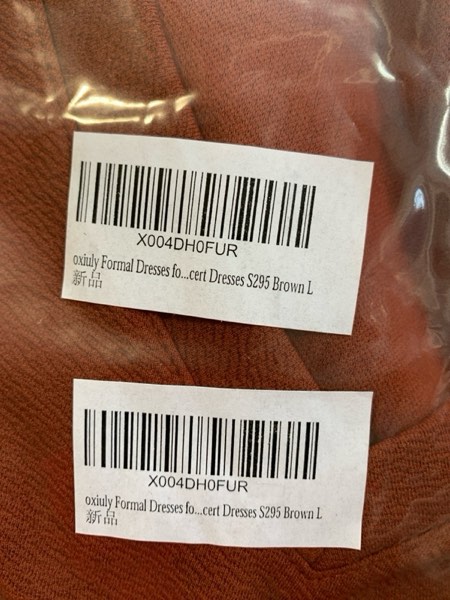 X004DH0FUR
oxiuly Formal Dresses fo...cert Dresses S295 Brown L
新品
X004DH0FUR
oxiuly Formal Dresses fo...cert Dresses S295 Brown L
新品